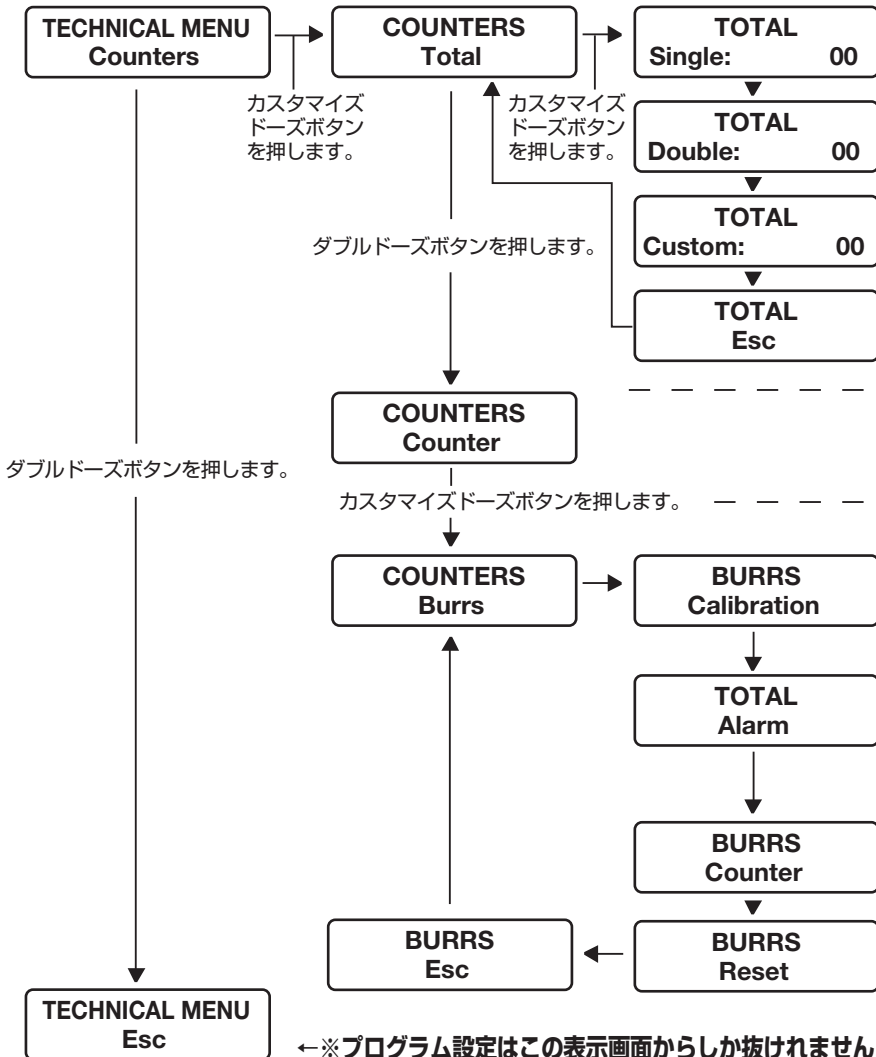 TECHNICAL MENU
Counters
カスタマイズ
ドーズボタン
を押します。
COUNTERS
Total
カスタマイズ
ドーズボタン
を押します。
TOTAL
Single: 00
TOTAL
Double: 00
TOTAL
Custom: 00
TOTAL
Esc
ダブルドーズボタンを押します。
COUNTERS
Counter
ダブルドーズボタンを押します。
カスタマイズドーズボタンを押します。
COUNTERS
Burrs
BURRS
Calibration
TOTAL
Alarm
BURRS
Counter
BURRS
Reset
BURRS
Esc
TECHNICAL MENU
Esc
←※プログラム設定はこの表示画面からしか抜けれません